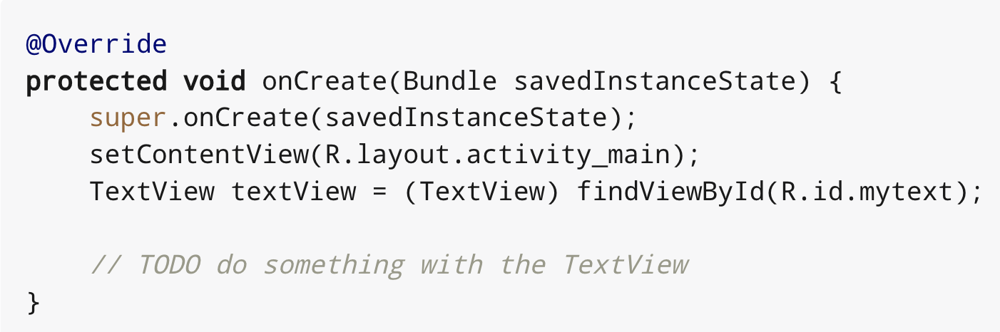 @Override
protected void onCreate(Bundle savedInstanceState) {
    super.onCreate(savedInstanceState);
    setContentView(R.layout.activity_main);
    TextView textView = (TextView) findViewById(R.id.mytext);

    // TODO do something with the TextView
}